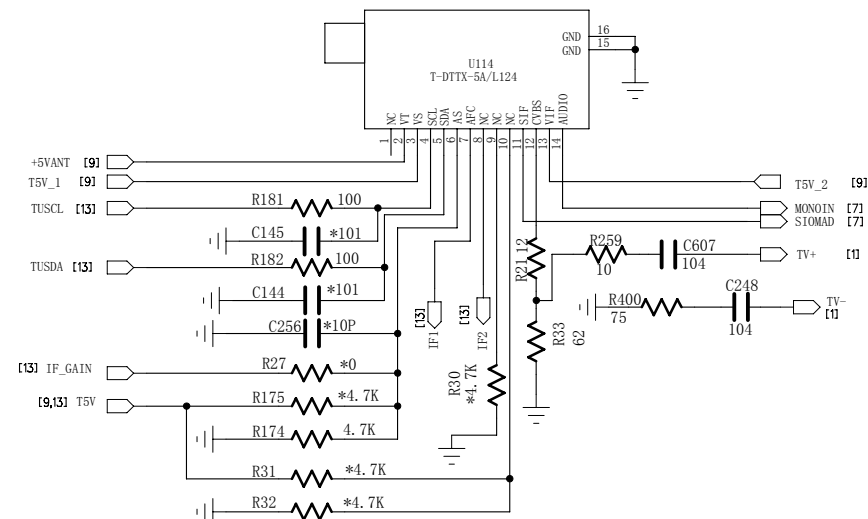 GND 16
GND 15
U114
T-DTTX-5A/L124
NC VT VS SCL SDA AS AFC NC NC NC SIF CVBS VIF AUDIO
1 2 3 4 5 6 7 8 9 10 11 12 13 14
+5VANT [9]
T5V_1 [9]
T5V_2 [9]
TUSCL [13] R181 100
MONOIN [7]
SIOMAD [7]
C145 *101
R21 12
R259 10
C607 104
TV+ [1]
TUSDA [13] R182 100
C144 *101
R400 75
C248 104
TV- [1]
C256 *10P
[13] IF1
[13] IF2
R33 62
[13] IF_GAIN R27 *0
R30 *4.7K
[9,13] T5V R175 *4.7K
R174 4.7K
R31 *4.7K
R32 *4.7K